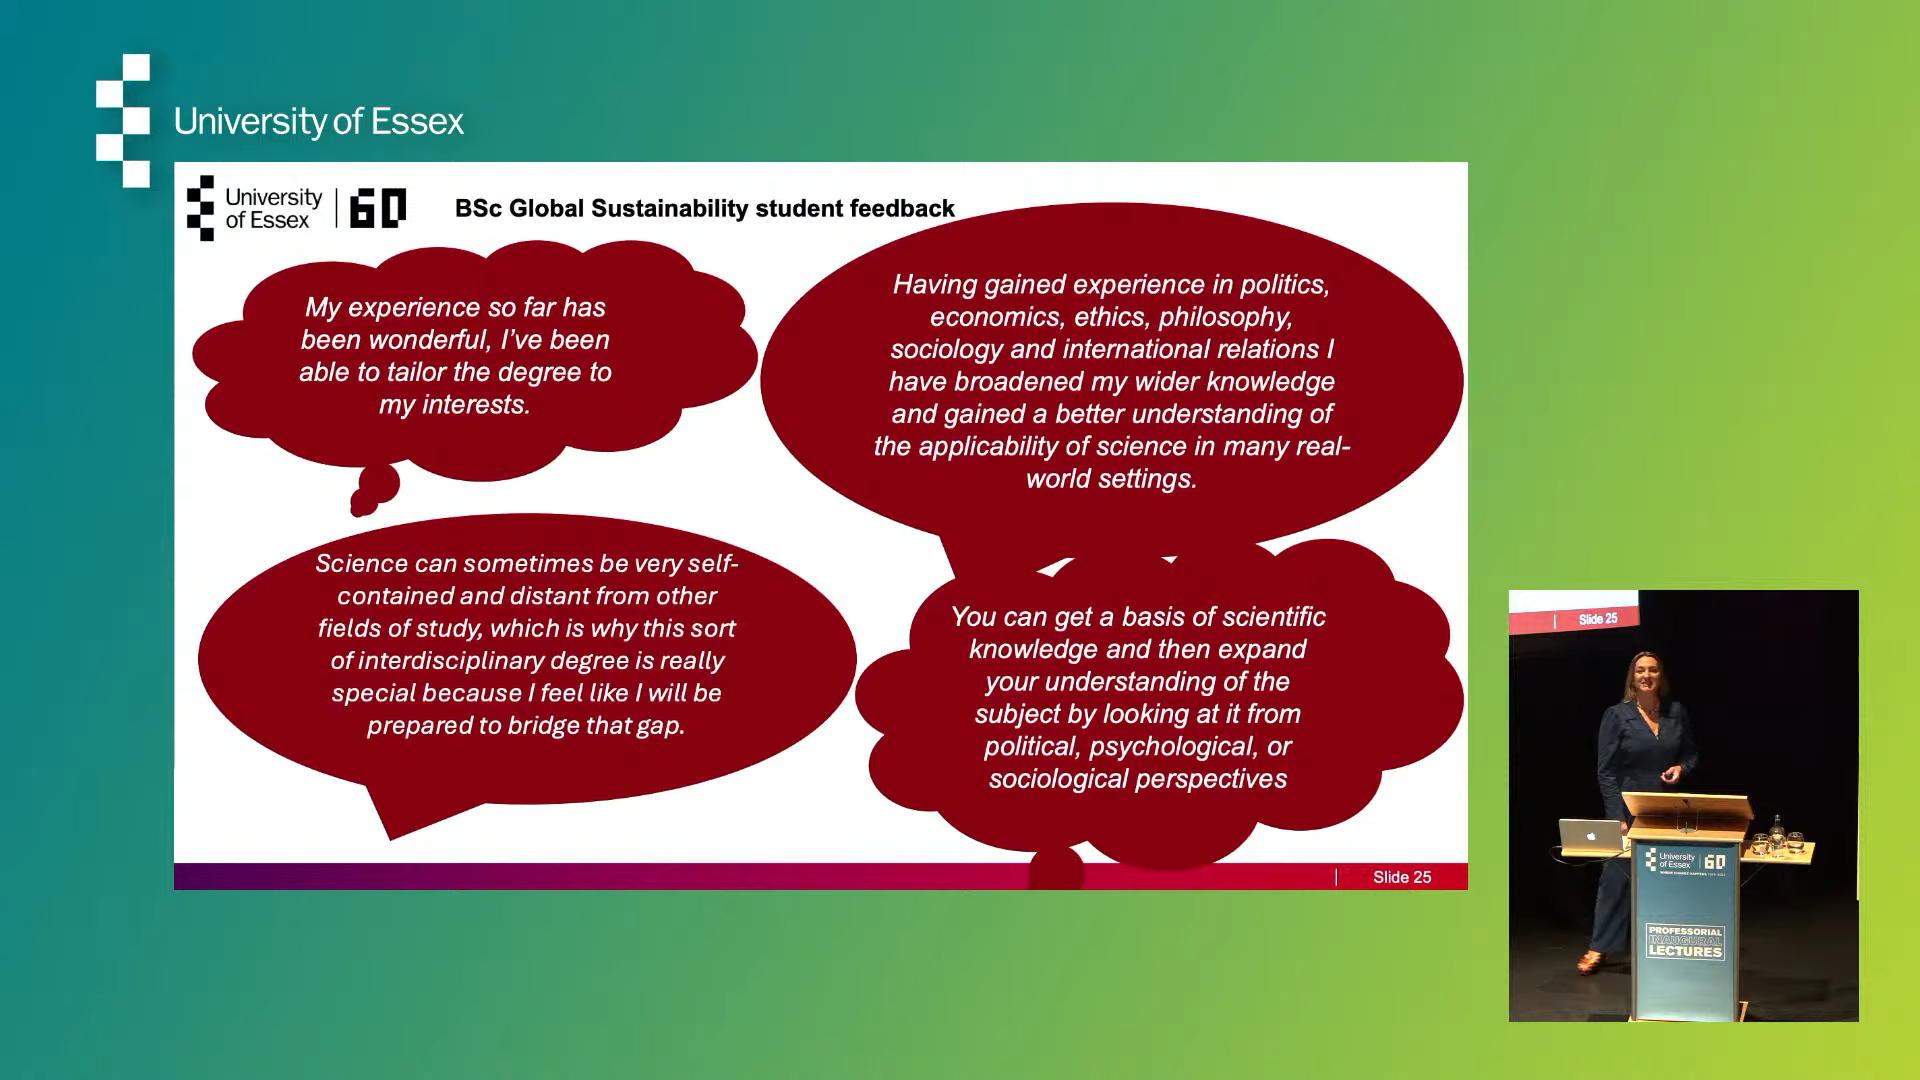 University of Essex
University
of Essex
60
BSc Global Sustainability student feedback
My experience so far has
been wonderful, I've been
able to tailor the degree to
my interests.
Having gained experience in politics,
economics, ethics, philosophy,
sociology and international relations I
have broadened my wider knowledge
and gained a better understanding of
the applicability of science in many real-
world settings.
Science can sometimes be very self-
contained and distant from other
fields of study, which is why this sort
of interdisciplinary degree is really
special because I feel like I will be
prepared to bridge that gap.
You can get a basis of scientific
knowledge and then expand
your understanding of the
subject by looking at it from
political, psychological, or
sociological perspectives
Slide 25
Slide 25
University
of Essex
60
PROFESSORIAL
INAUGURAL
LECTURES